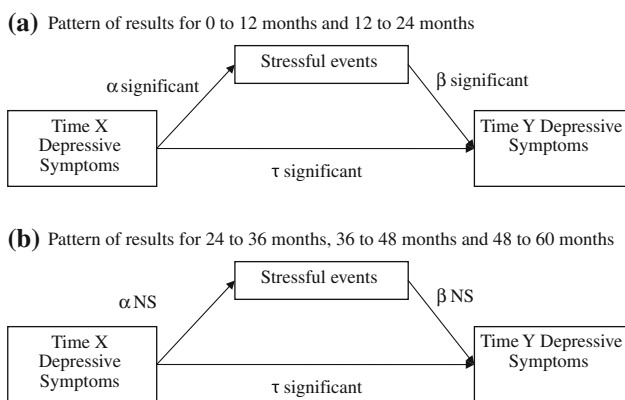 (a) Pattern of results for 0 to 12 months and 12 to 24 months
Stressful events
α significant
β significant
Time X
Depressive
Symptoms
Time Y Depressive
Symptoms
τ significant
(b) Pattern of results for 24 to 36 months, 36 to 48 months and 48 to 60 months
Stressful events
α NS
β NS
Time X
Depressive
Symptoms
Time Y Depressive
Symptoms
τ significant